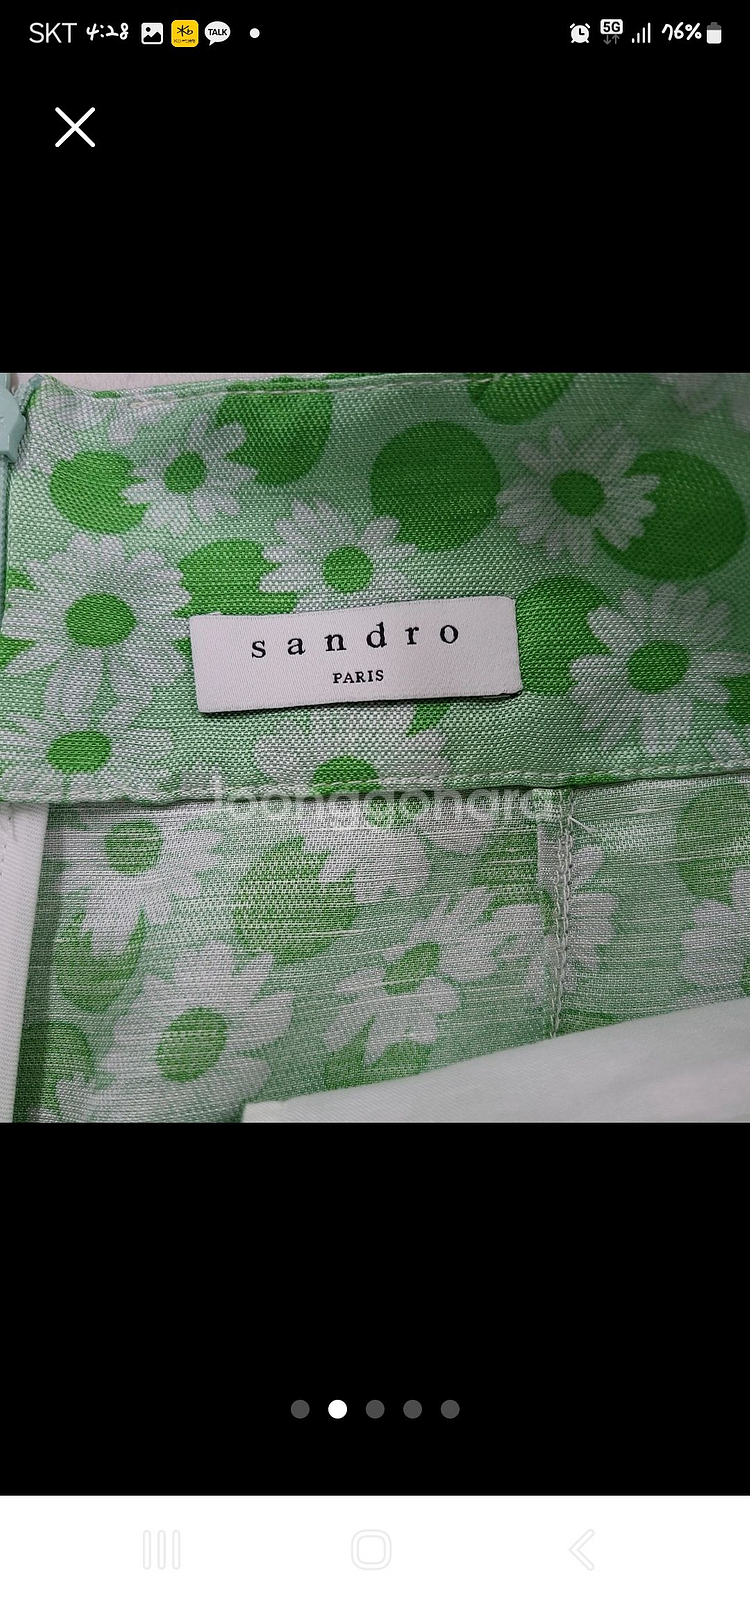 SKT 4:28
TALK
5G
76%
sandro
PARIS
joonggonara